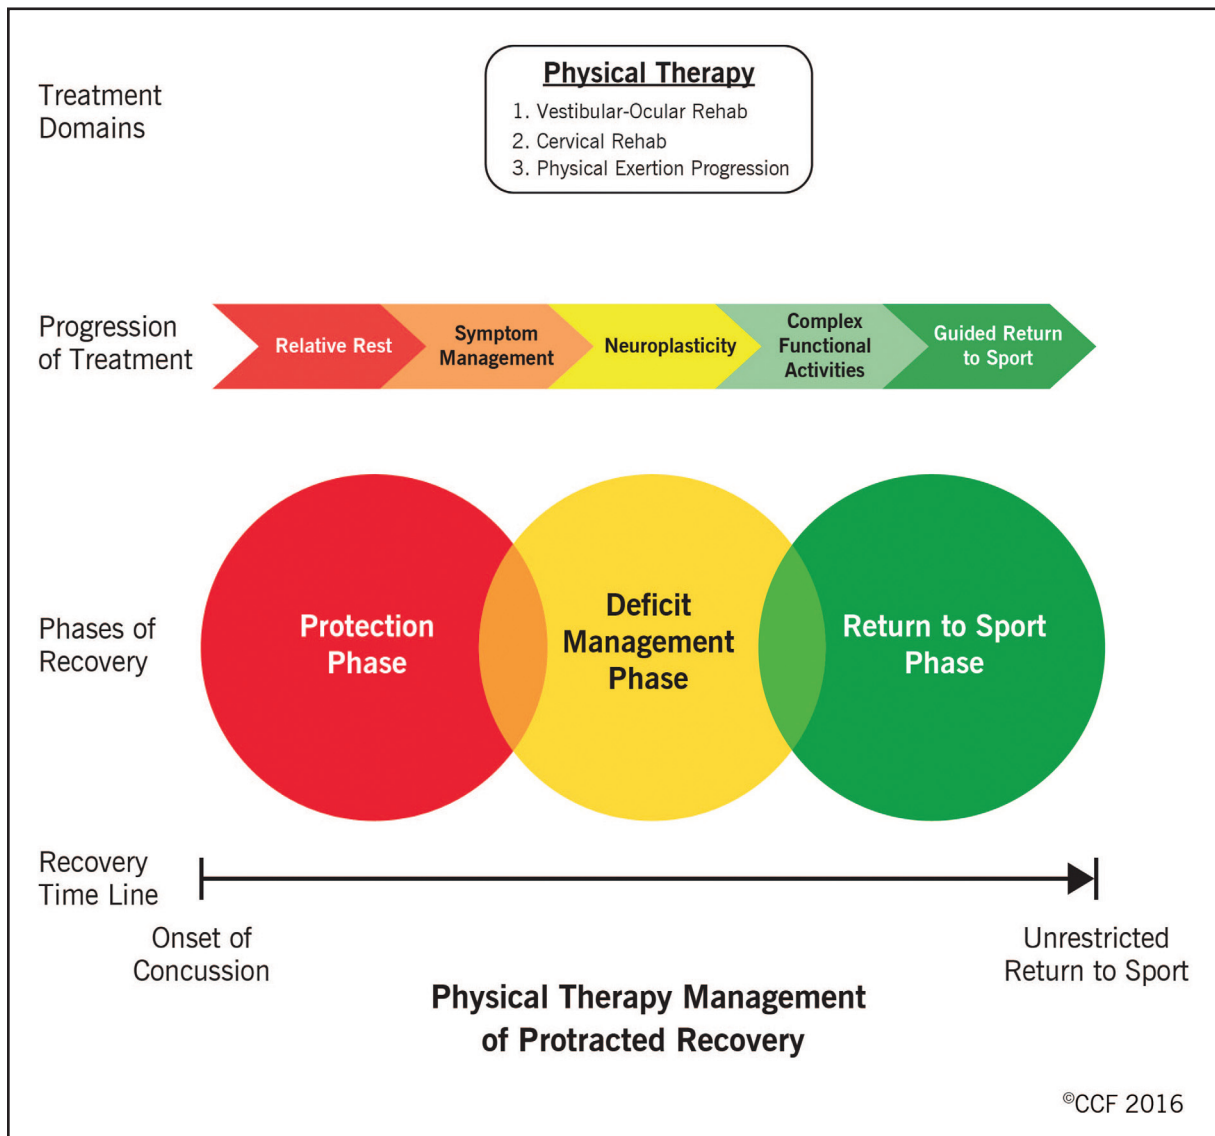 Treatment
Domains
Physical Therapy
1. Vestibular-Ocular Rehab
2. Cervical Rehab
3. Physical Exertion Progression
Progression
of Treatment
Relative Rest
Symptom
Management
Neuroplasticity
Complex
Functional
Activities
Guided Return
to Sport
Phases of
Recovery
Protection
Phase
Deficit
Management
Phase
Return to Sport
Phase
Recovery
Time Line
Onset of
Concussion
Unrestricted
Return to Sport
Physical Therapy Management
of Protracted Recovery
©CCF 2016